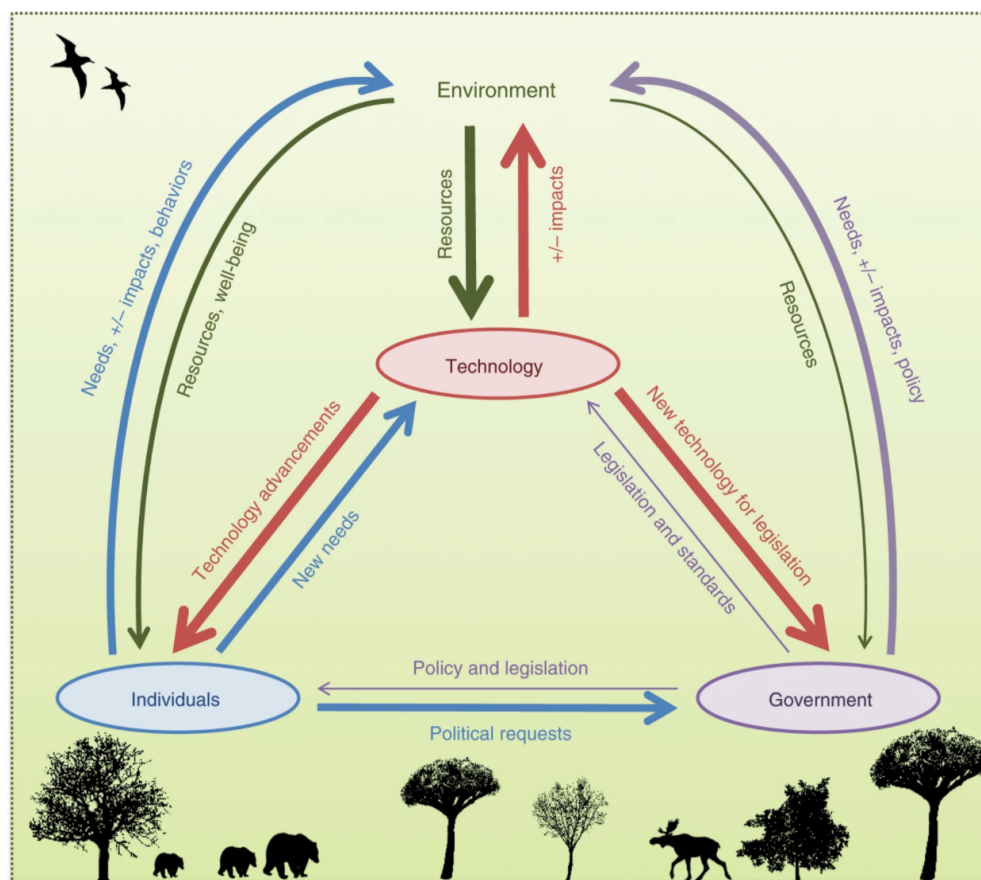 Environment
Needs, +/– impacts, behaviors
Resources, well-being
Resources
+/– impacts
Resources
Needs, +/– impacts, policy
Technology
Technology advancements
New needs
New technology for legislation
Legislation and standards
Individuals
Policy and legislation
Political requests
Government